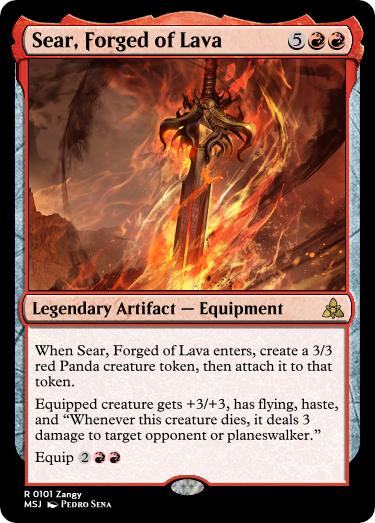 Sear, Forged of Lava 5
Legendary Artifact — Equipment
When Sear, Forged of Lava enters, create a 3/3
red Panda creature token, then attach it to that
token.
Equipped creature gets +3/+3, has flying, haste,
and “Whenever this creature dies, it deals 3
damage to target opponent or planeswalker.”
Equip 2
R 0101 Zangy
MSJ Pedro Sena